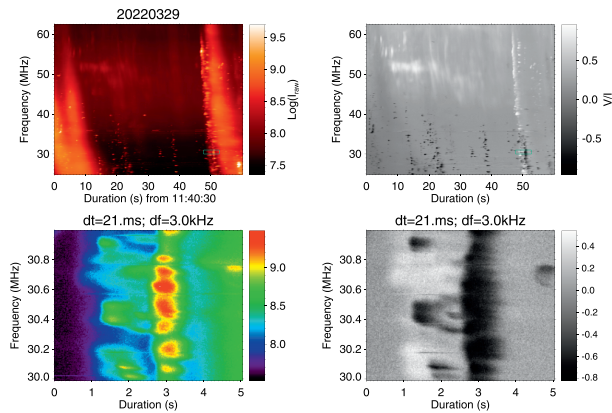 20220329
60
50
40
30
Frequency (MHz)
0 10 20 30 40 50
Duration (s) from 11:40:30
9.5
9.0
8.5
8.0
7.5
Log(Iraw)
60
50
40
30
Frequency (MHz)
0 10 20 30 40 50
Duration (s)
0.5
0.0
-0.5
V/I
dt=21.ms; df=3.0kHz
30.8
30.6
30.4
30.2
30.0
Frequency (MHz)
0 1 2 3 4 5
Duration (s)
9.0
8.5
8.0
dt=21.ms; df=3.0kHz
30.8
30.6
30.4
30.2
30.0
Frequency (MHz)
0 1 2 3 4 5
Duration (s)
0.4
0.2
0.0
-0.2
-0.4
-0.6
-0.8